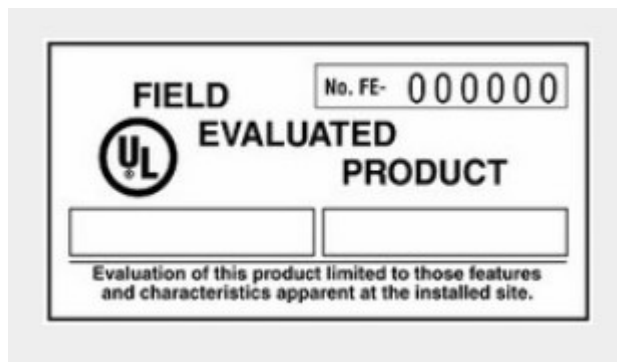 No. FE- 000000
FIELD
UL
®
EVALUATED
PRODUCT
Evaluation of this product limited to those features
and characteristics apparent at the installed site.